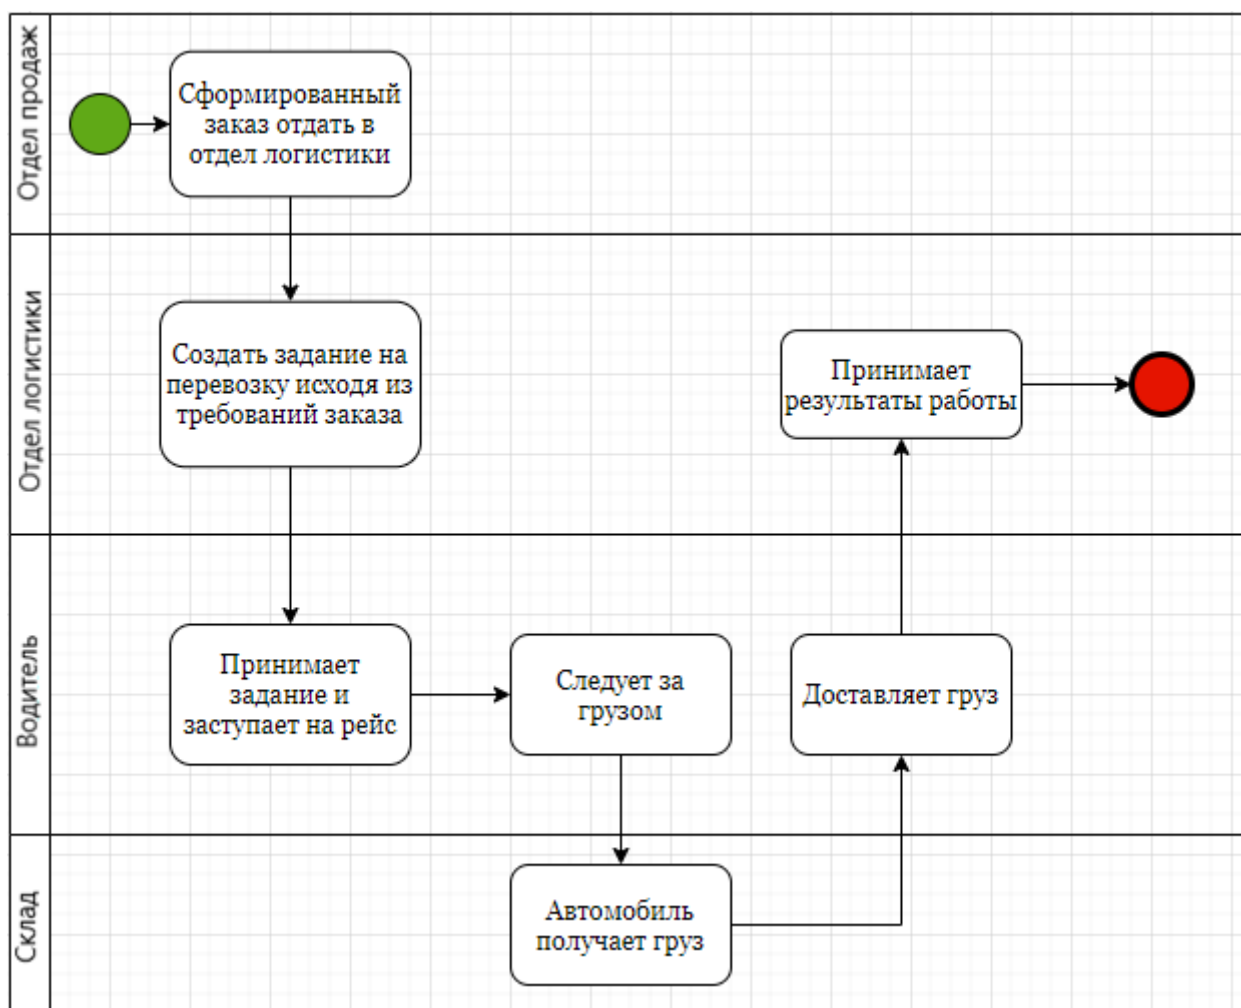 Отдел продаж
Сформированный
заказ отдать в
отдел логистики
Отдел логистики
Создать задание на
перевозку исходя из
требований заказа
Принимает
результаты работы
Водитель
Принимает
задание и
заступает на рейс
Следует за
грузом
Доставляет груз
Склад
Автомобиль
получает груз